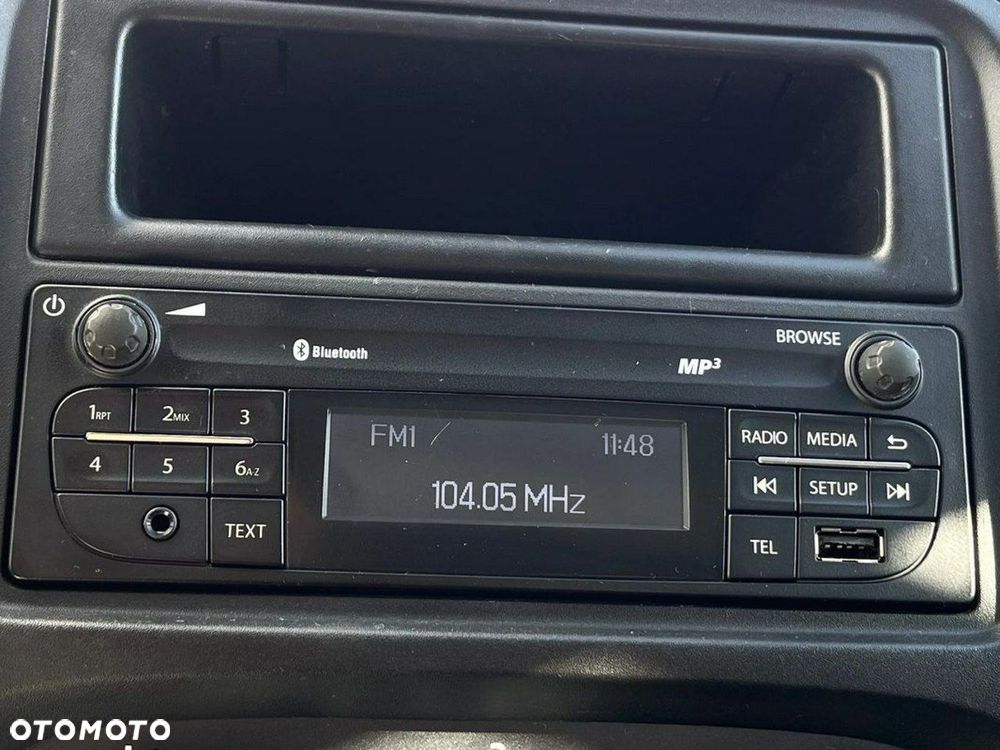 Bluetooth
MP3
BROWSE
1RPT 2MIX 3
4 5 6A-Z
TEXT
FM1 11:48
104.05 MHz
RADIO MEDIA
SETUP
TEL
OTOMOTO